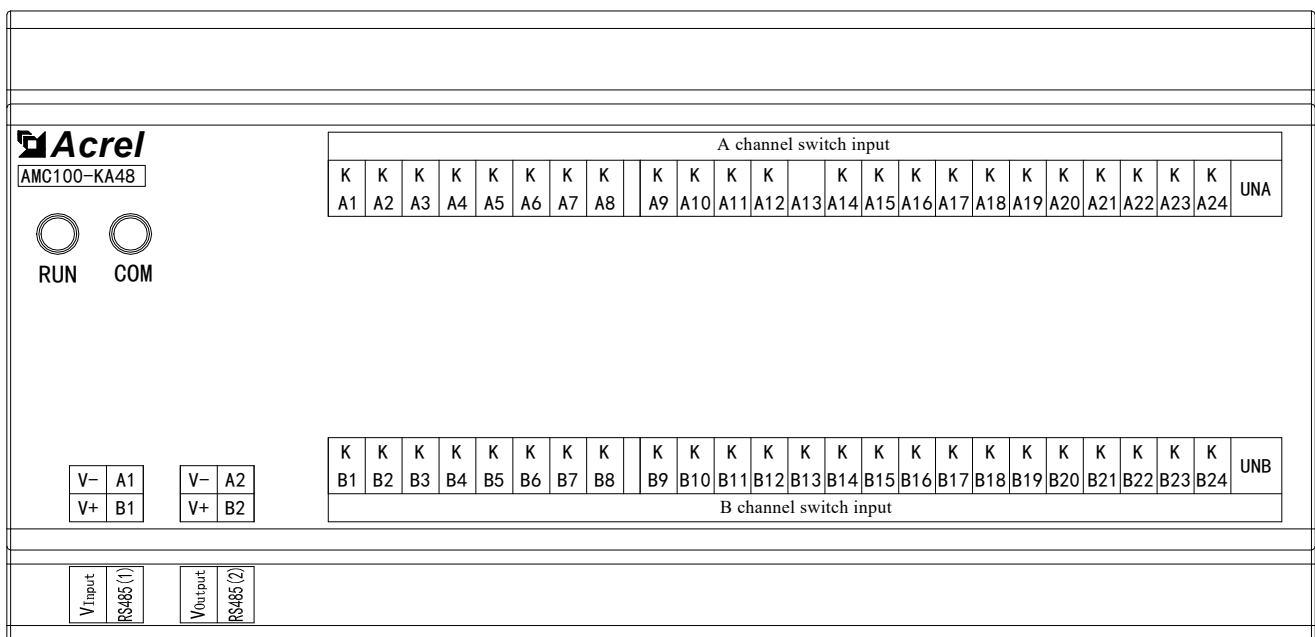 Acrel
AMC100-KA48
RUN COM
A channel switch input
K K K K K K K K K K K K K K K K K K K K K K K
A1 A2 A3 A4 A5 A6 A7 A8 A9 A10 A11 A12 A13 A14 A15 A16 A17 A18 A19 A20 A21 A22 A23 A24 UNA
K K K K K K K K K K K K K K K K K K K K K K K K
B1 B2 B3 B4 B5 B6 B7 B8 B9 B10 B11 B12 B13 B14 B15 B16 B17 B18 B19 B20 B21 B22 B23 B24 UNB
B channel switch input
V- A1 V- A2
V+ B1 V+ B2
VInput RS485(1) VOutput RS485(2)